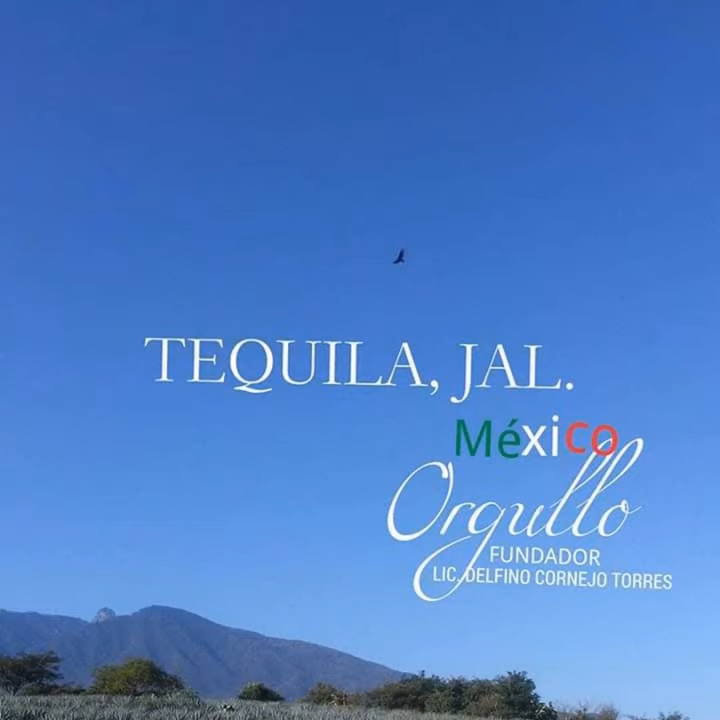 TEQUILA, JAL.
México
Orgullo
FUNDADOR
LIC. DELFINO CORNEJO TORRES